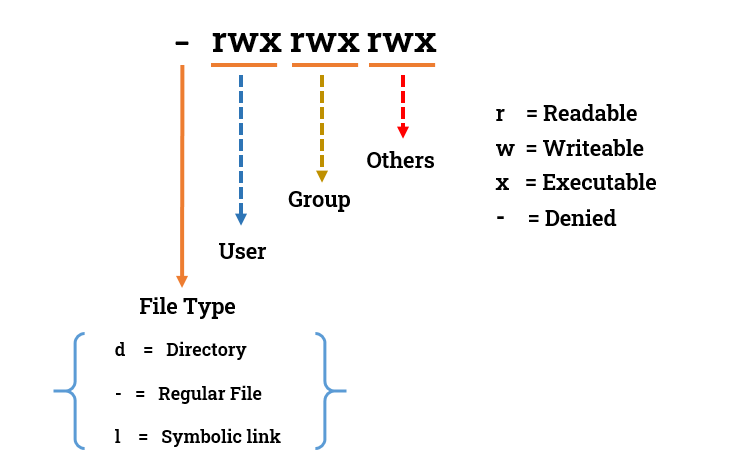 - rwx rwx rwx
r = Readable
w = Writeable
Others
x = Executable
Group
- = Denied
User
File Type
d = Directory
- = Regular File
l = Symbolic link